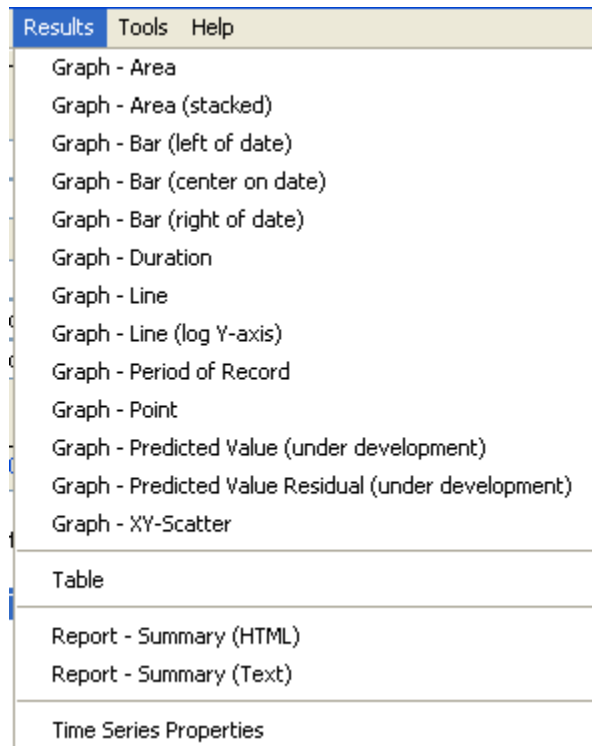 Results Tools Help
Graph - Area
Graph - Area (stacked)
Graph - Bar (left of date)
Graph - Bar (center on date)
Graph - Bar (right of date)
Graph - Duration
Graph - Line
Graph - Line (log Y-axis)
Graph - Period of Record
Graph - Point
Graph - Predicted Value (under development)
Graph - Predicted Value Residual (under development)
Graph - XY-Scatter
Table
Report - Summary (HTML)
Report - Summary (Text)
Time Series Properties